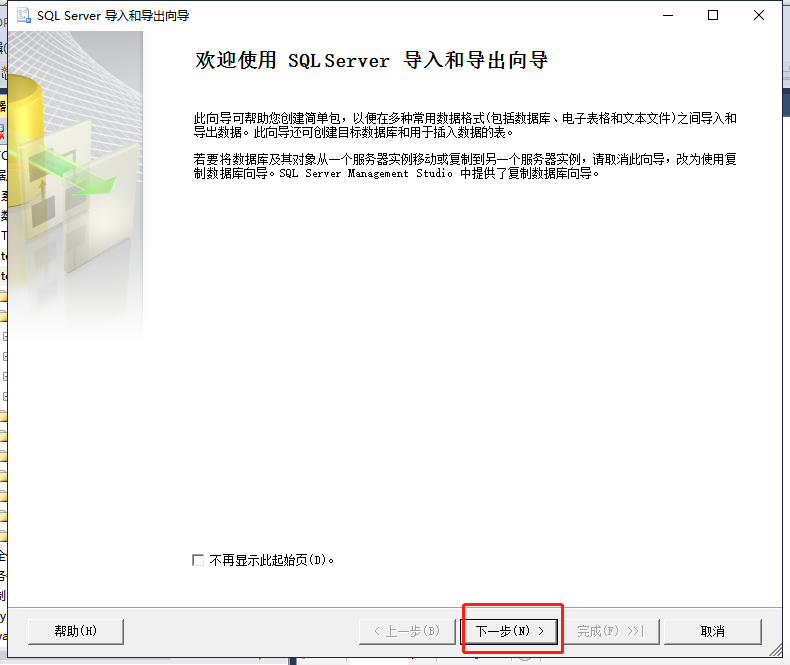 SQL Server 导入和导出向导
欢迎使用 SQL Server 导入和导出向导
此向导可帮助您创建简单包，以便在多种常用数据格式(包括数据库、电子表格和文本文件)之间导入和
导出数据。此向导还可创建目标数据库和用于插入数据的表。
若要将数据库及其对象从一个服务器实例移动或复制到另一个服务器实例，请取消此向导，改为使用复
制数据库向导。SQL Server Management Studio 中提供了复制数据库向导。
不再显示此起始页(D)。
帮助(H)
< 上一步(B)
下一步(N) >
完成(F) >>|
取消